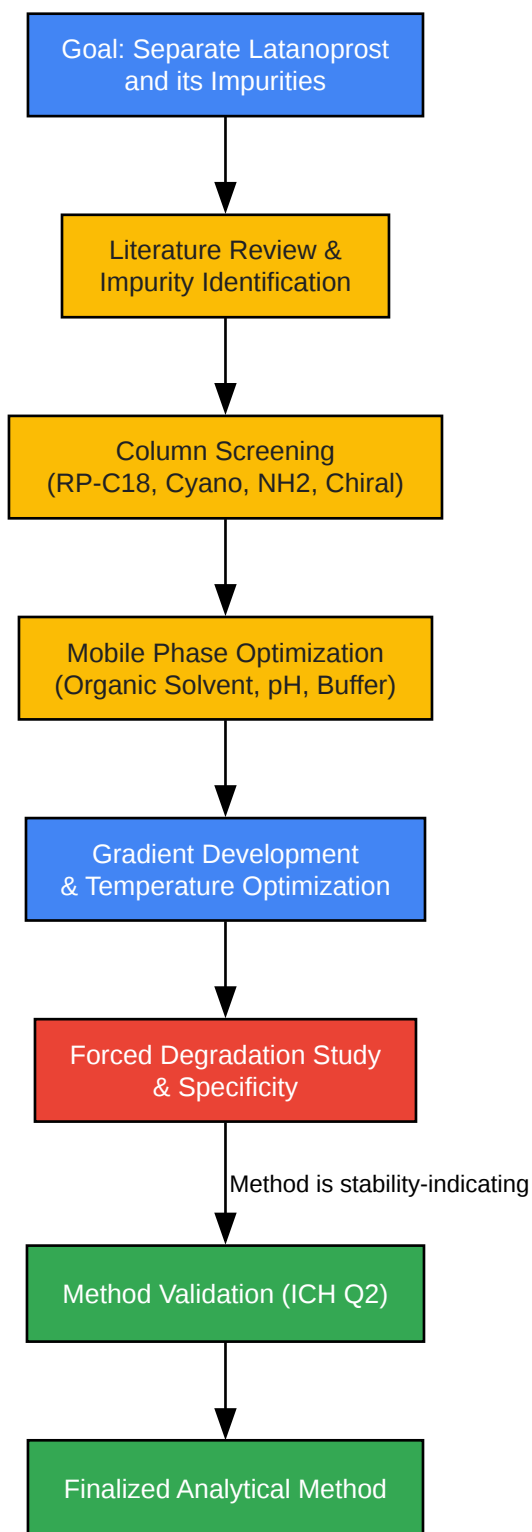 Goal: Separate Latanoprost
and its Impurities
Literature Review &
Impurity Identification
Column Screening
(RP-C18, Cyano, NH2, Chiral)
Mobile Phase Optimization
(Organic Solvent, pH, Buffer)
Gradient Development
& Temperature Optimization
Forced Degradation Study
& Specificity
Method is stability-indicating
Method Validation (ICH Q2)
Finalized Analytical Method